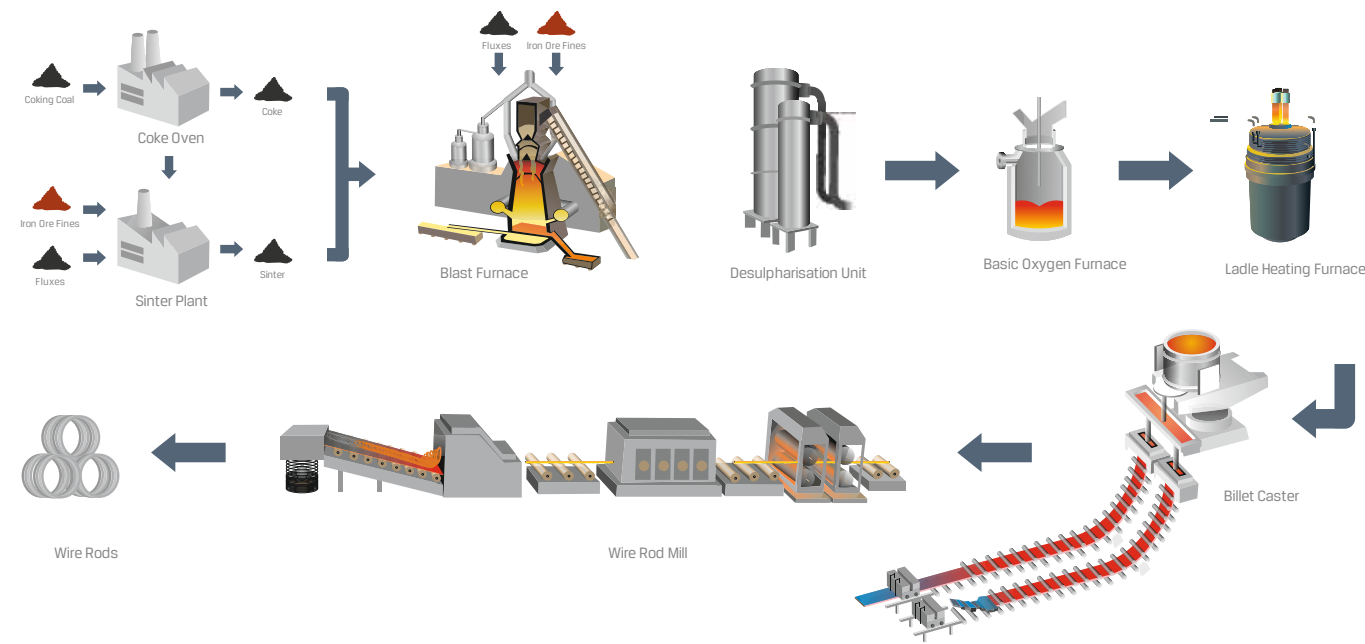 Fluxes
Iron Ore Fines
Coking Coal
Coke
Coke Oven
Iron Ore Fines
Fluxes
Sinter
Sinter Plant
Blast Furnace
Desulpharisation Unit
Basic Oxygen Furnace
Ladle Heating Furnace
Billet Caster
Wire Rods
Wire Rod Mill